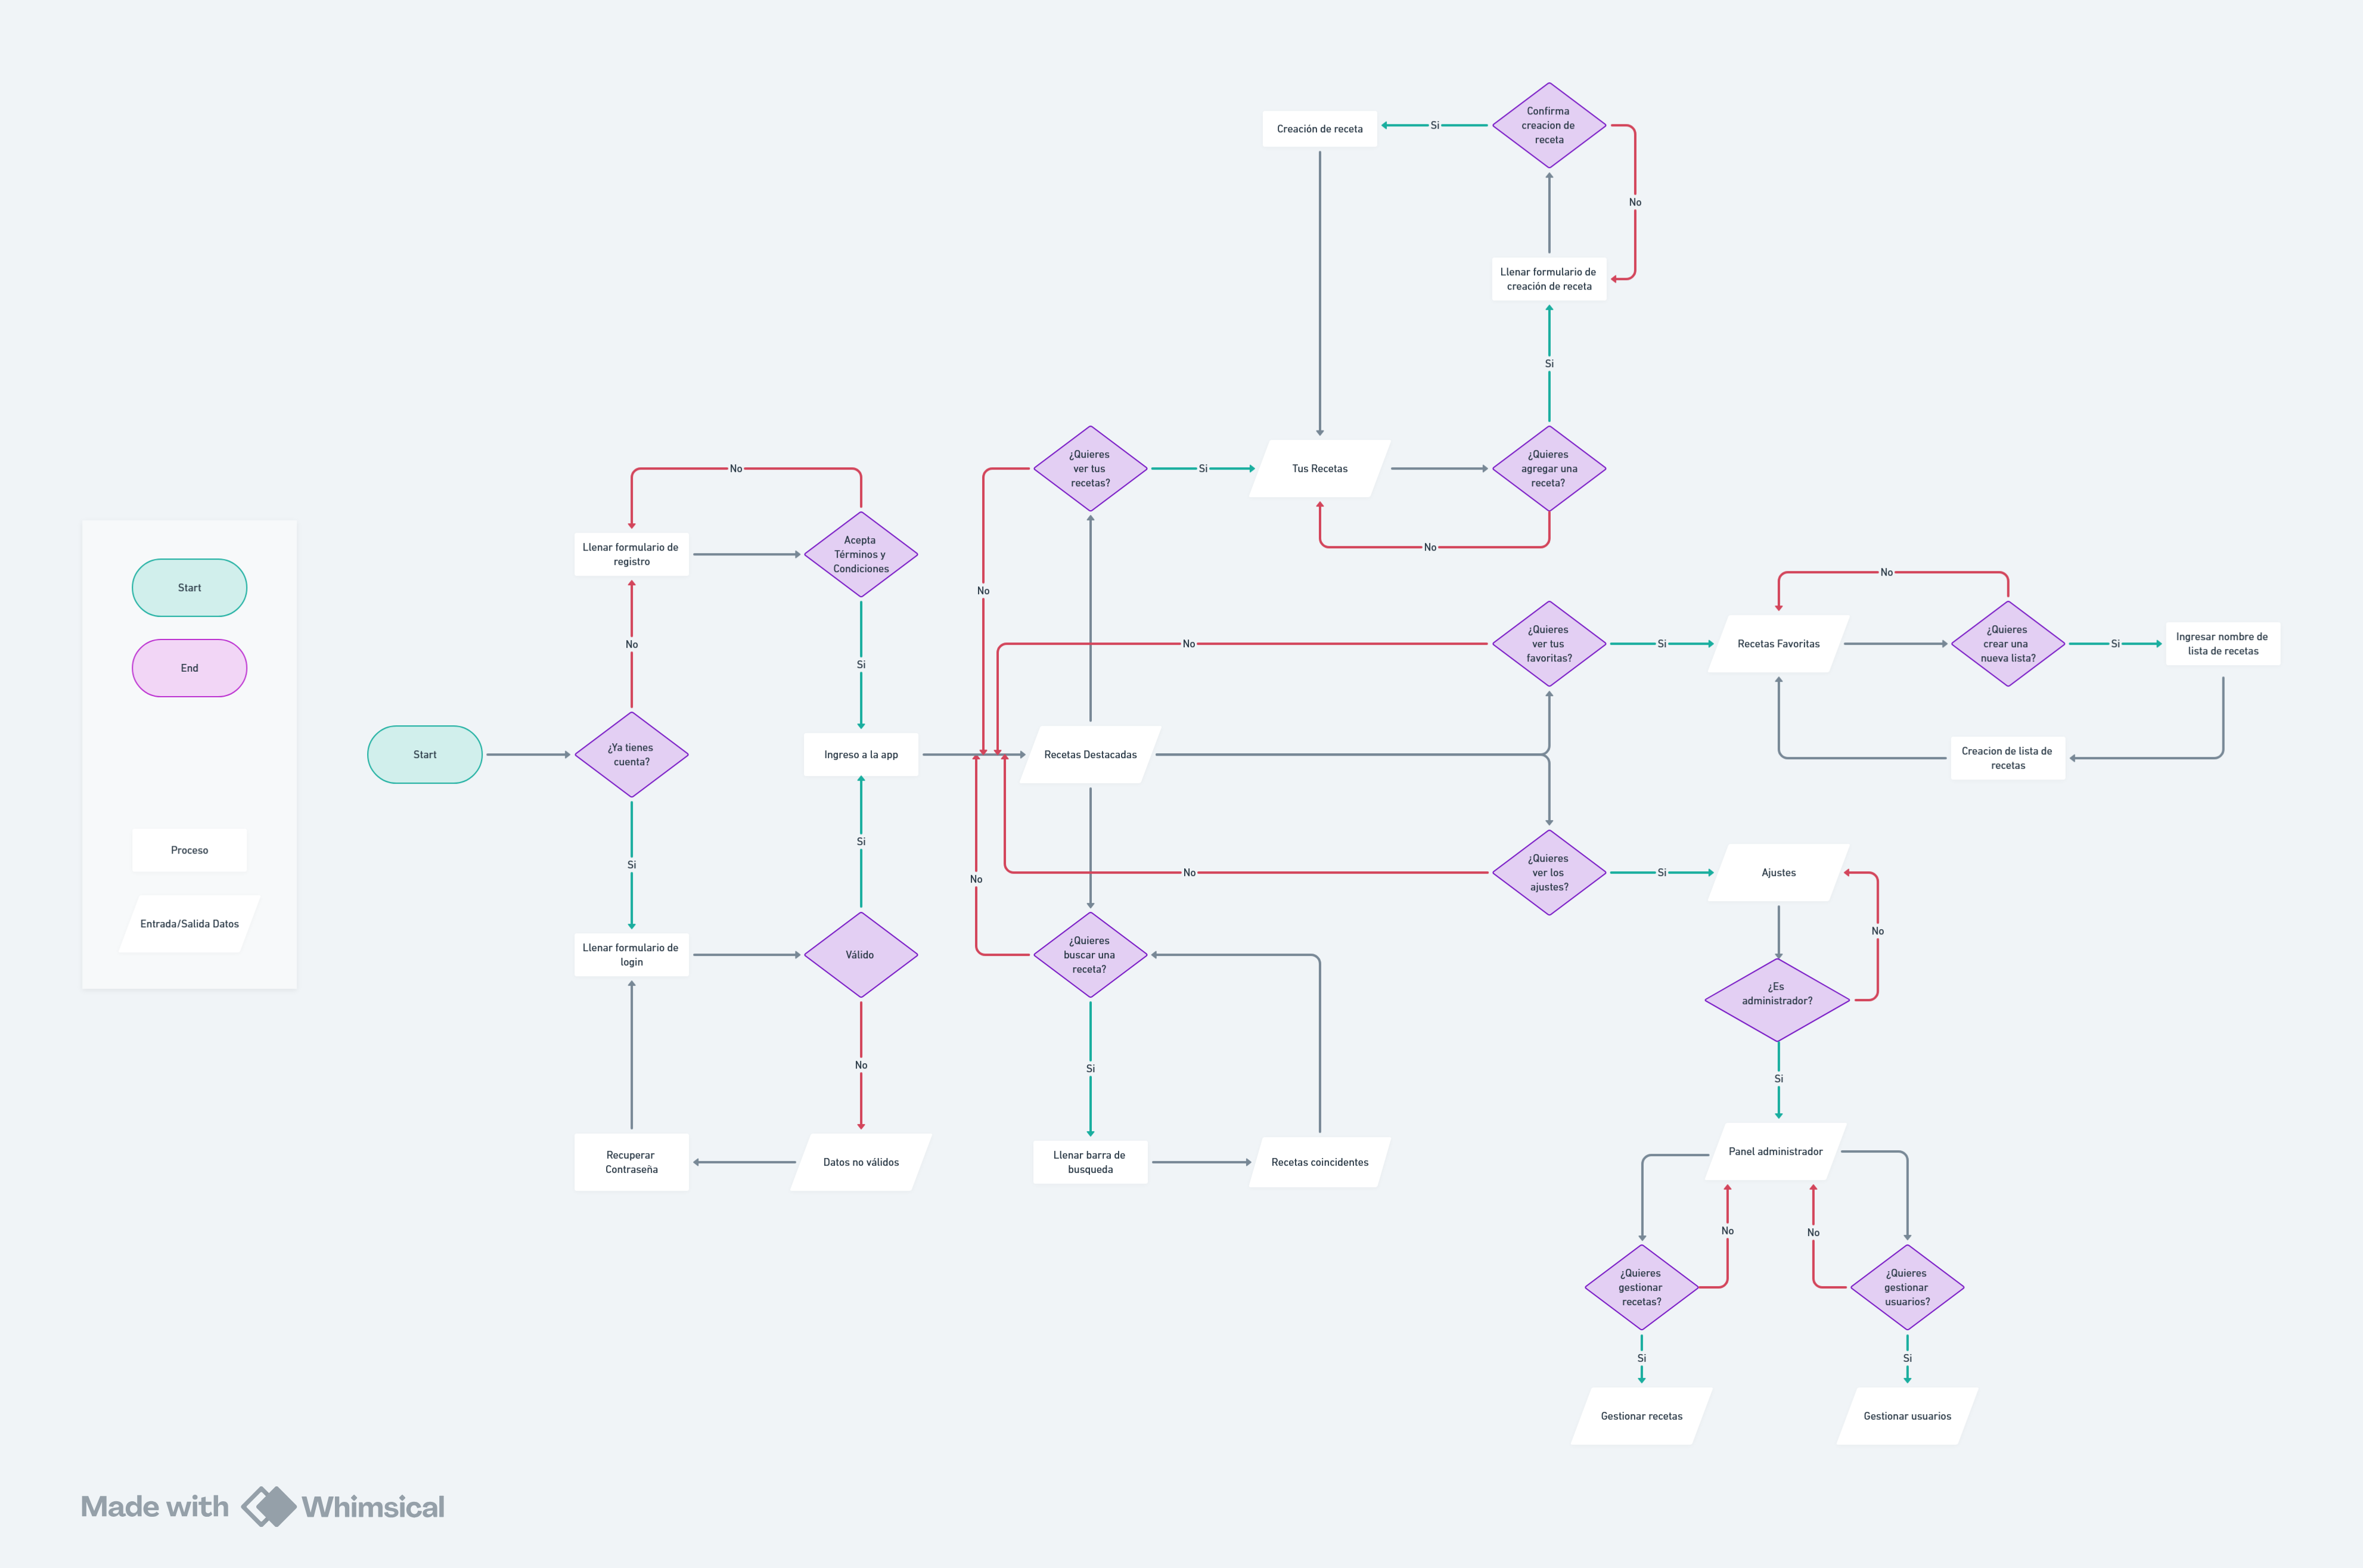 Confirma
creacion de
receta
Creación de receta
Si
No
Llenar formulario de
creación de receta
Si
¿Quieres
ver tus
recetas?
Si
Tus Recetas
¿Quieres
agregar una
receta?
No
No
Llenar formulario de
registro
Acepta
Términos y
Condiciones
No
No
Si
No
¿Quieres
ver tus
favoritas?
No
Si
Recetas Favoritas
No
¿Quieres
crear una
nueva lista?
Si
Ingresar nombre de
lista de recetas
Creacion de lista de
recetas
Start
End
Proceso
Entrada/Salida Datos
Start
¿Ya tienes
cuenta?
Ingreso a la app
Recetas Destacadas
Si
Si
No
No
¿Quieres
ver los
ajustes?
Si
Ajustes
No
¿Es
administrador?
Si
Llenar formulario de
login
Válido
¿Quieres
buscar una
receta?
No
Si
Recuperar
Contraseña
Datos no válidos
Llenar barra de
busqueda
Recetas coincidentes
Panel administrador
No
No
¿Quieres
gestionar
recetas?
¿Quieres
gestionar
usuarios?
Si
Si
Gestionar recetas
Gestionar usuarios
Made with Whimsical